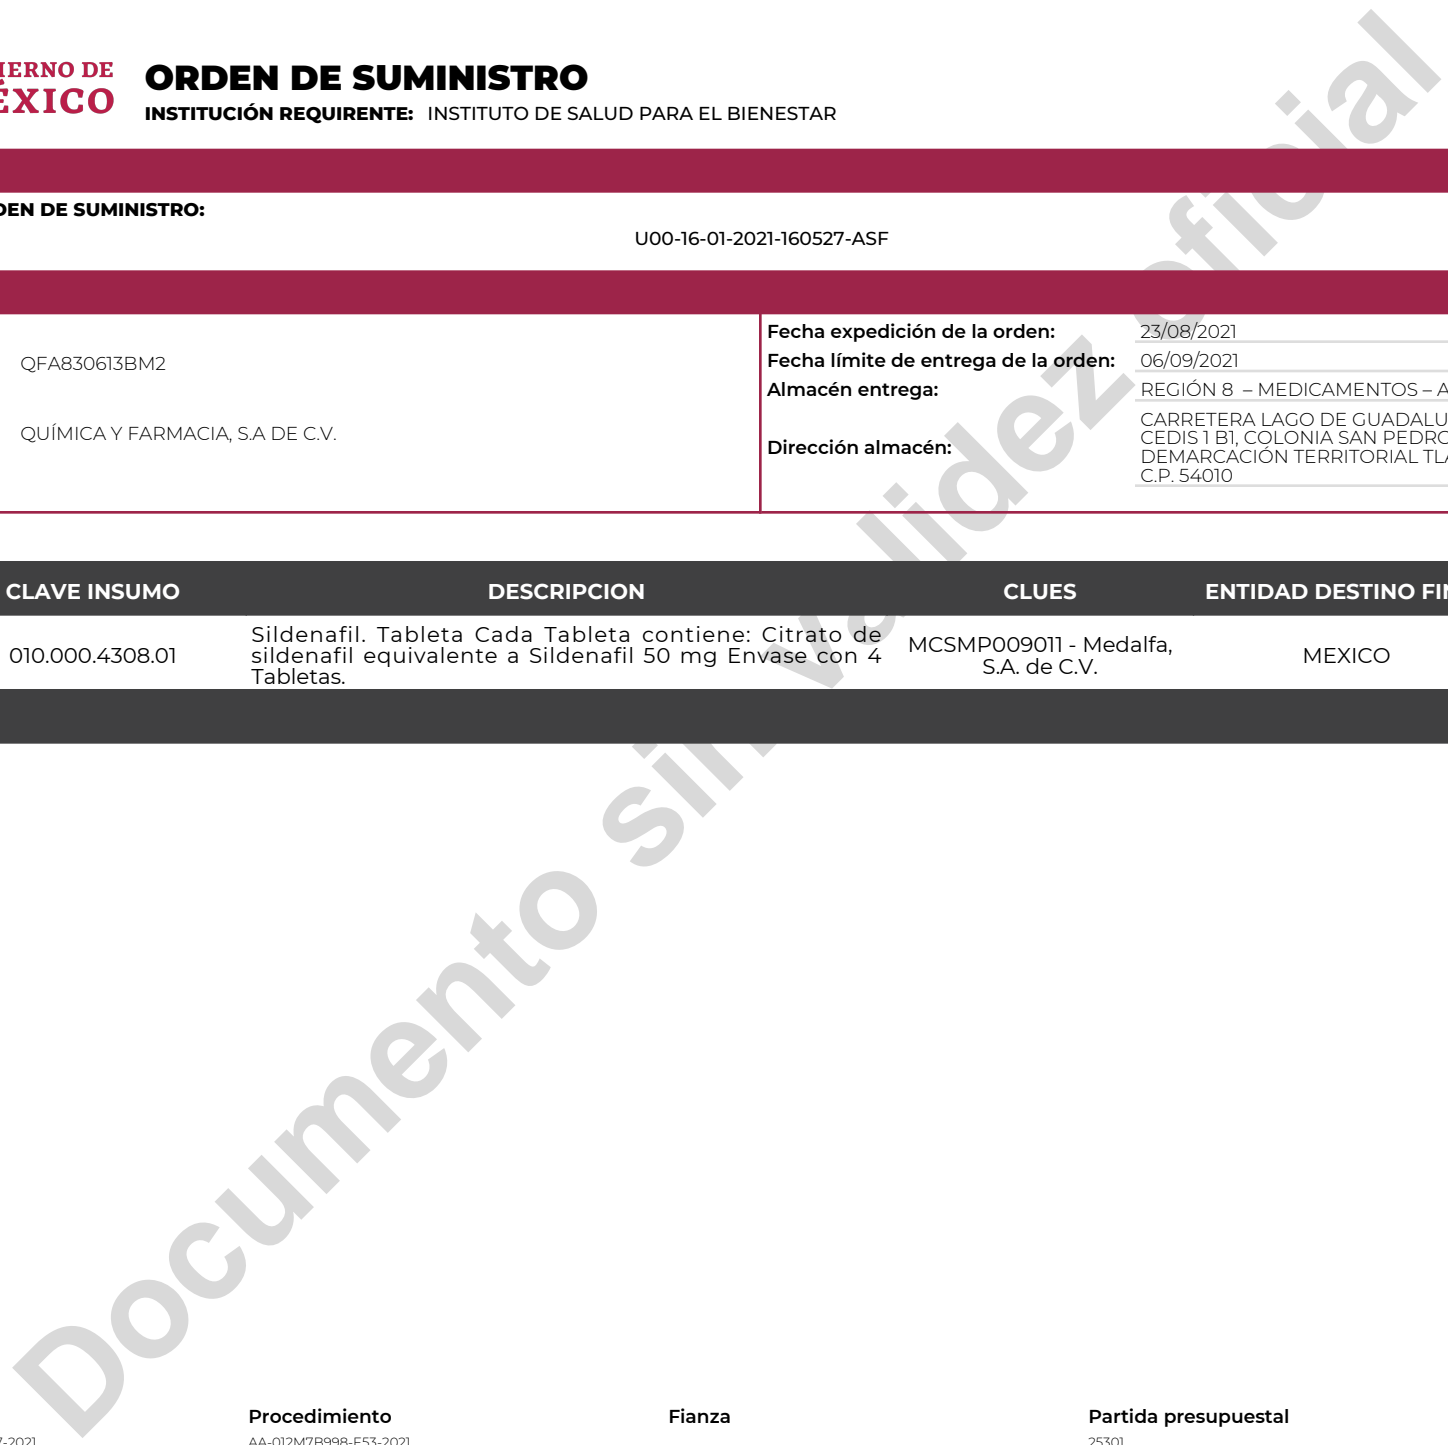 IERNO DE
ÉXICO
ORDEN DE SUMINISTRO
INSTITUCIÓN REQUIRENTE: INSTITUTO DE SALUD PARA EL BIENESTAR
DEN DE SUMINISTRO:
U00-16-01-2021-160527-ASF
QFA830613BM2
QUÍMICA Y FARMACIA, S.A DE C.V.
Fecha expedición de la orden: 23/08/2021
Fecha límite de entrega de la orden: 06/09/2021
Almacén entrega: REGIÓN 8 – MEDICAMENTOS – A
Dirección almacén:
CARRETERA LAGO DE GUADALU
CEDIS 1 B1, COLONIA SAN PEDRO
DEMARCACIÓN TERRITORIAL TLA
C.P. 54010
CLAVE INSUMO DESCRIPCION CLUES ENTIDAD DESTINO FIN
010.000.4308.01
Sildenafil. Tableta Cada Tableta contiene: Citrato de
sildenafil equivalente a Sildenafil 50 mg Envase con 4
Tabletas.
MCSMP009011 - Medalfa,
S.A. de C.V.
MEXICO
Documento sin validez oficial
Procedimiento Fianza Partida presupuestal
7-2021 AA-012M7B998-E53-2021 25301